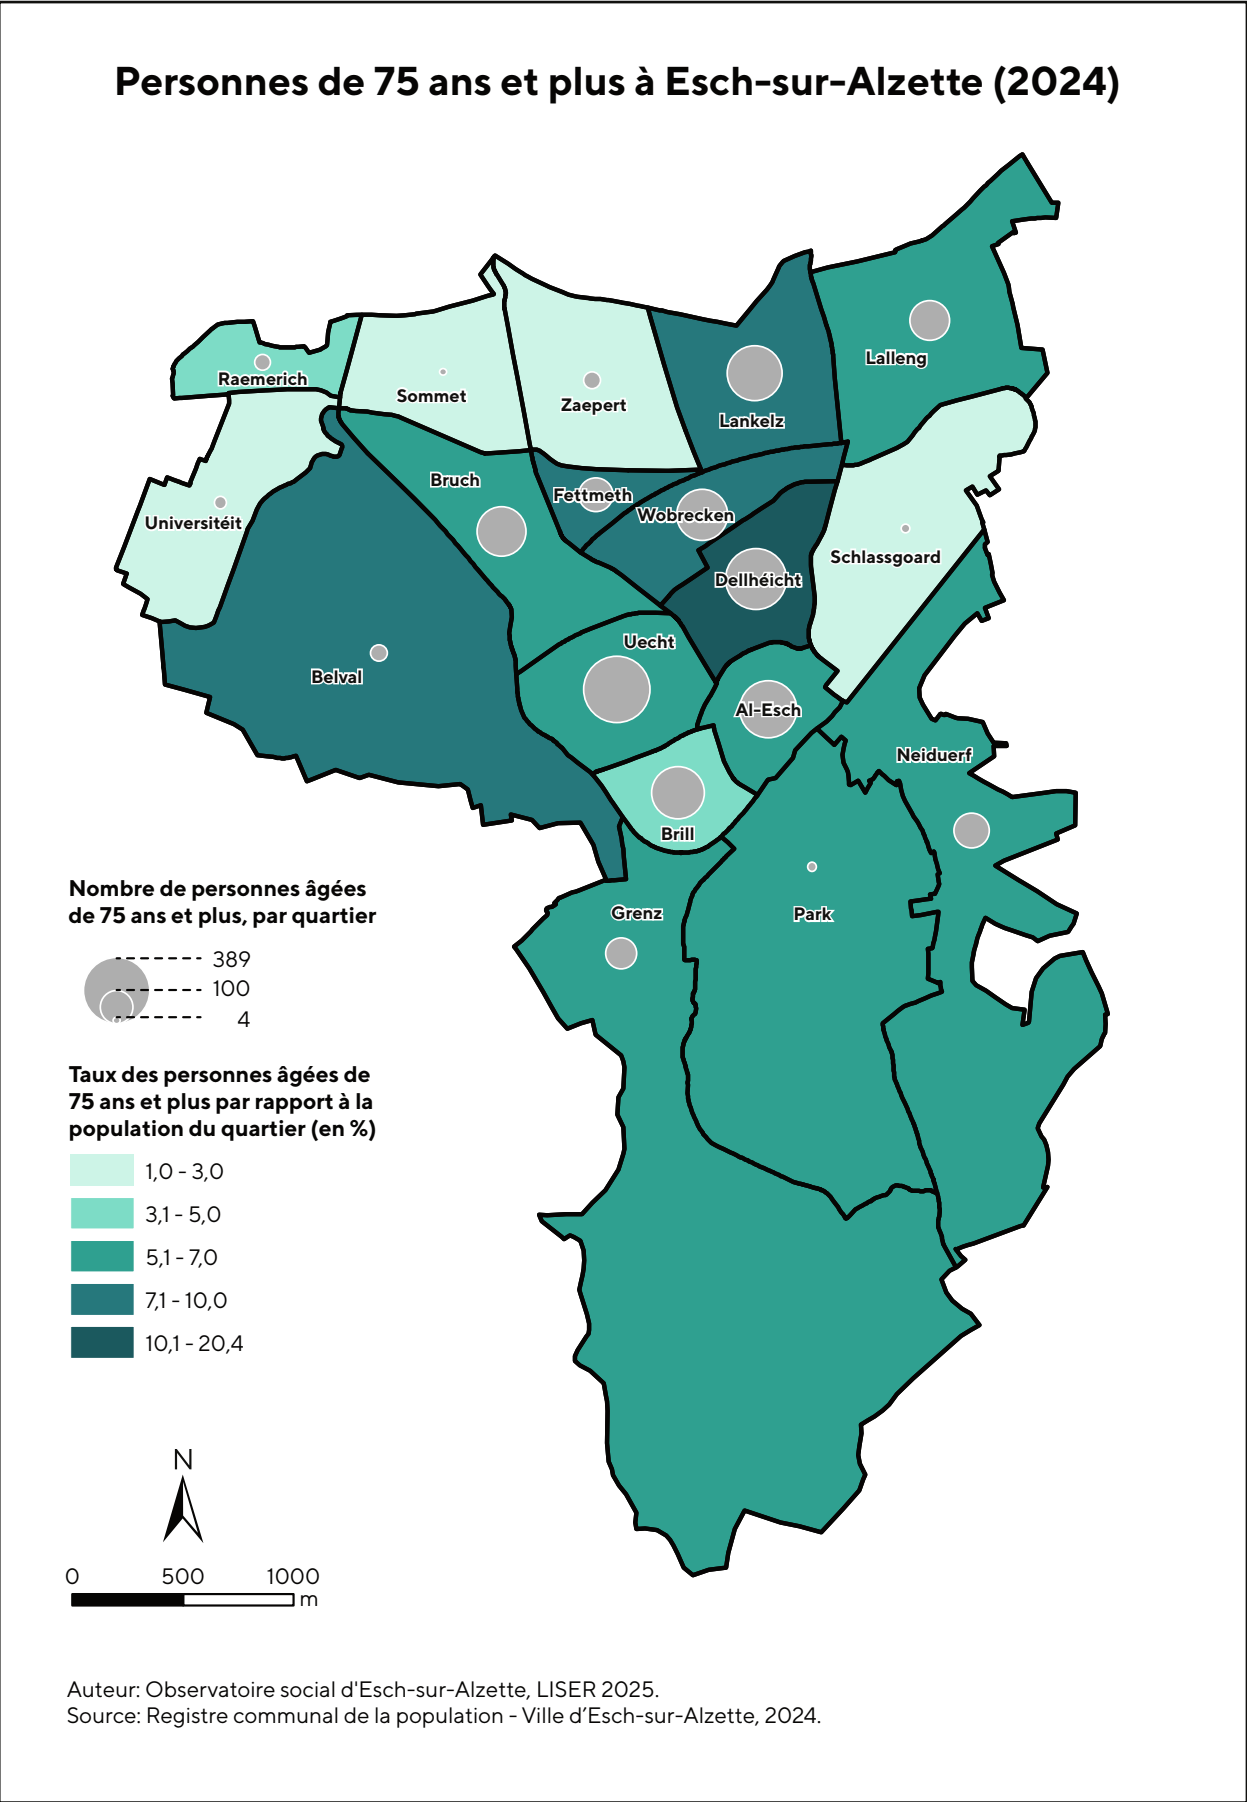 Personnes de 75 ans et plus à Esch-sur-Alzette (2024)
Lalleng
Raemerich
Sommet
Zaepert
Lankelz
Bruch
Fettmeth
Wobrecken
Universitéit
Schlassgoard
Dellhéicht
Uecht
Belval
Al-Esch
Neiduerf
Brill
Grenz
Park
Nombre de personnes âgées
de 75 ans et plus, par quartier
389
100
4
Taux des personnes âgées de
75 ans et plus par rapport à la
population du quartier (en %)
1,0 - 3,0
3,1 - 5,0
5,1 - 7,0
7,1 - 10,0
10,1 - 20,4
N
0 500 1000
m
Auteur: Observatoire social d'Esch-sur-Alzette, LISER 2025.
Source: Registre communal de la population - Ville d’Esch-sur-Alzette, 2024.